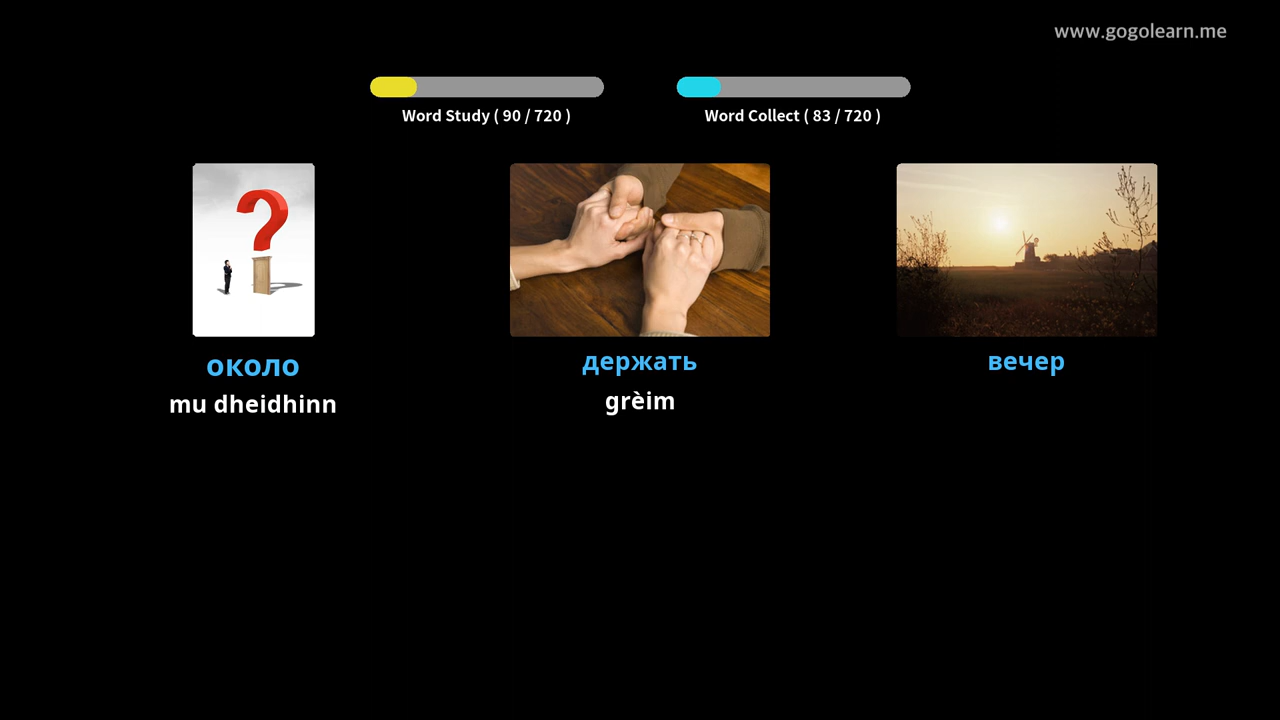 www.gogolearn.me
Word Study ( 90 / 720 )
Word Collect ( 83 / 720 )
около
mu dheidhinn
держать
grèim
вечер